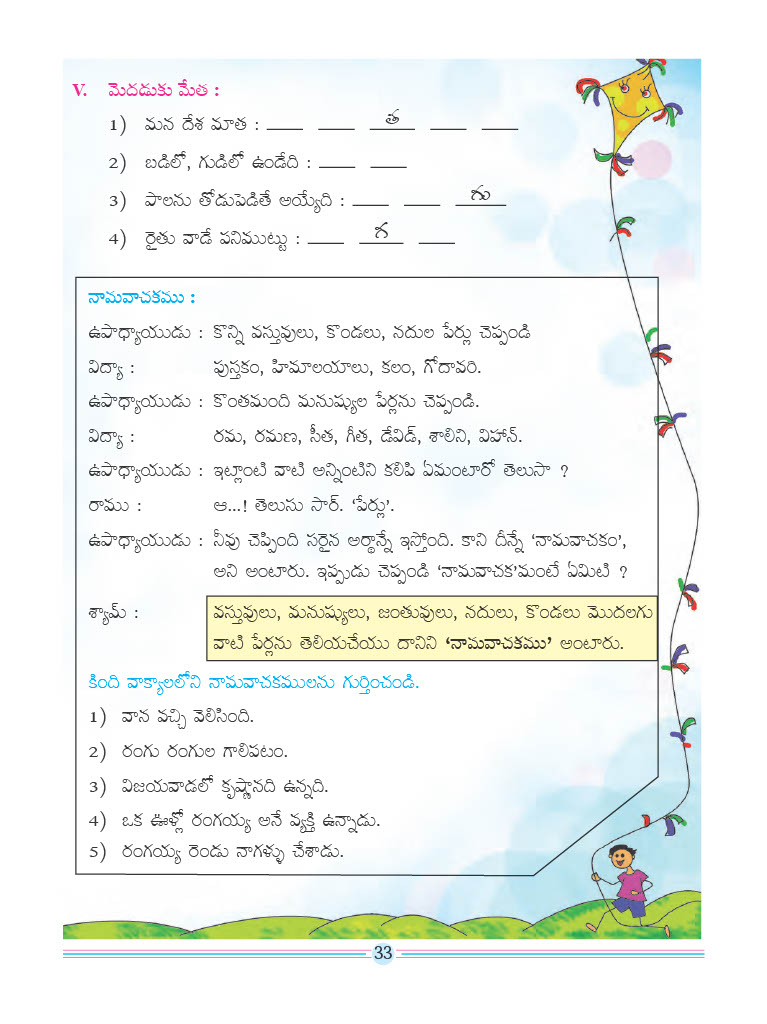 V. మెదడుకు మేత :
1) మన దేశ మాత : ___ ___ త ___ ___
2) బడిలో, గుడిలో ఉండేది : ___ ___
3) పాలను తోడుపెడితే అయ్యేది : ___ ___ గు
4) రైతు వాడే పనిముట్టు : ___ గ ___
నామవాచకము :
ఉపాధ్యాయుడు : కొన్ని వస్తువులు, కొండలు, నదుల పేర్లు చెప్పండి
విద్యా : పుస్తకం, హిమాలయాలు, కలం, గోదావరి.
ఉపాధ్యాయుడు : కొంతమంది మనుష్యుల పేర్లను చెప్పండి.
విద్యా : రమ, రమణ, సీత, గీత, డేవిడ్, శాలిని, విహాన్.
ఉపాధ్యాయుడు : ఇట్లాంటి వాటి అన్నింటిని కలిపి ఏమంటారో తెలుసా ?
రాము : ఆ...! తెలుసు సార్. 'పేర్లు'.
ఉపాధ్యాయుడు : నీవు చెప్పింది సరైన అర్థాన్నే ఇస్తోంది. కాని దీన్నే 'నామవాచకం',
అని అంటారు. ఇప్పుడు చెప్పండి 'నామవాచక'మంటే ఏమిటి ?
శ్యామ్ : వస్తువులు, మనుష్యులు, జంతువులు, నదులు, కొండలు మొదలగు
వాటి పేర్లను తెలియచేయు దానిని 'నామవాచకము' అంటారు.
కింది వాక్యాలలోని నామవాచకములను గుర్తించండి.
1) వాన వచ్చి వెలిసింది.
2) రంగు రంగుల గాలిపటం.
3) విజయవాడలో కృష్ణానది ఉన్నది.
4) ఒక ఊళ్లో రంగయ్య అనే వ్యక్తి ఉన్నాడు.
5) రంగయ్య రెండు నాగళ్ళు చేశాడు.
33